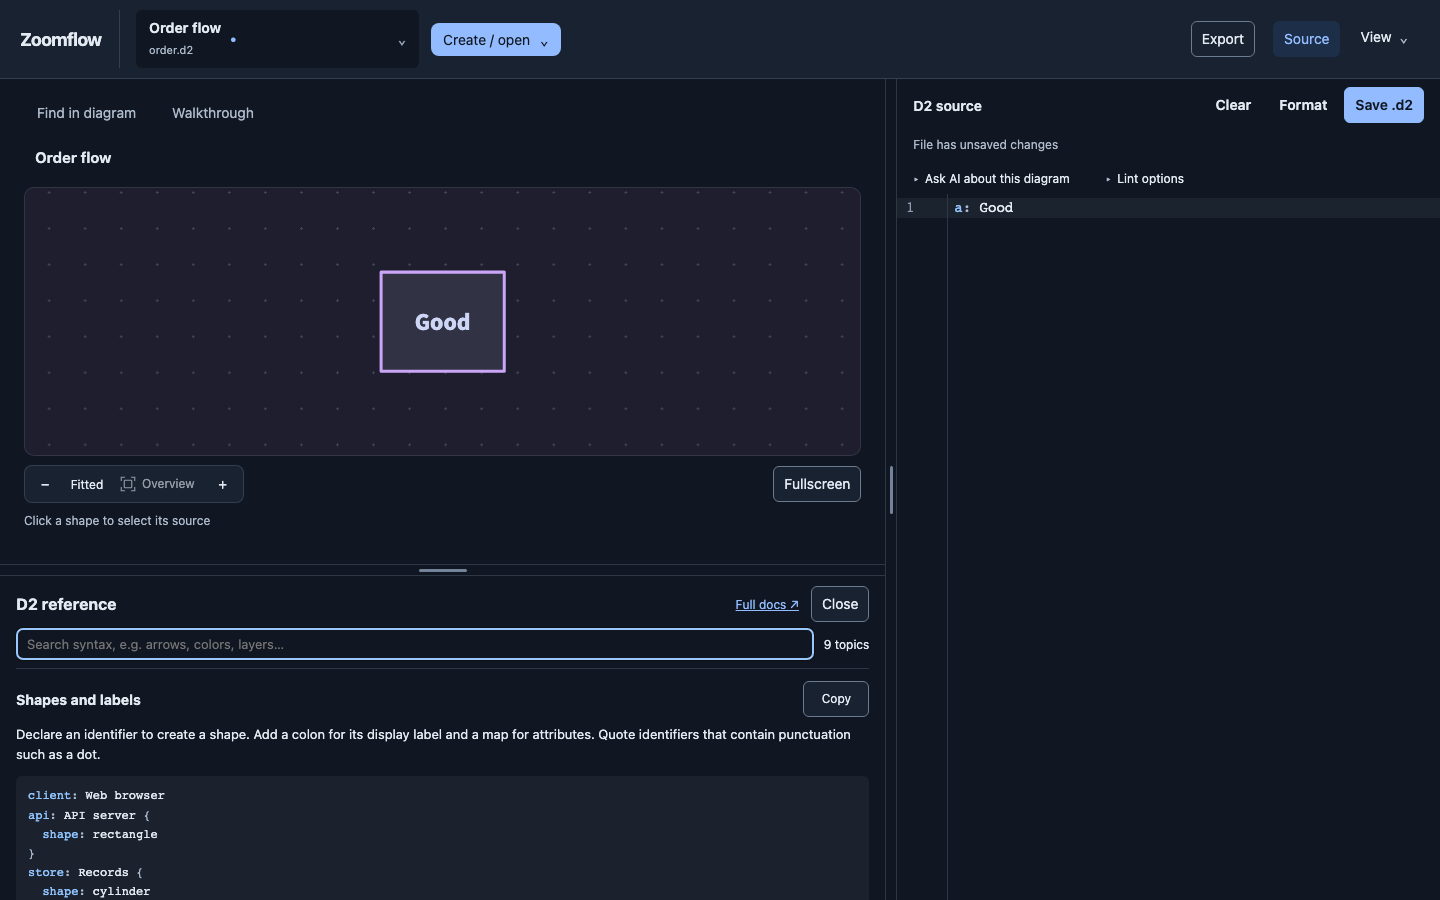 Zoomflow
Order flow
order.d2
Create / open
Export
Source
View
Find in diagram
Walkthrough
Order flow
Good
− Fitted Overview +
Fullscreen
Click a shape to select its source
D2 reference
Full docs ↗
Close
Search syntax, e.g. arrows, colors, layers...
9 topics
Shapes and labels
Copy
Declare an identifier to create a shape. Add a colon for its display label and a map for attributes. Quote identifiers that contain punctuation
such as a dot.
client: Web browser
api: API server {
  shape: rectangle
}
store: Records {
  shape: cylinder
D2 source
Clear
Format
Save .d2
File has unsaved changes
Ask AI about this diagram
Lint options
1 a: Good